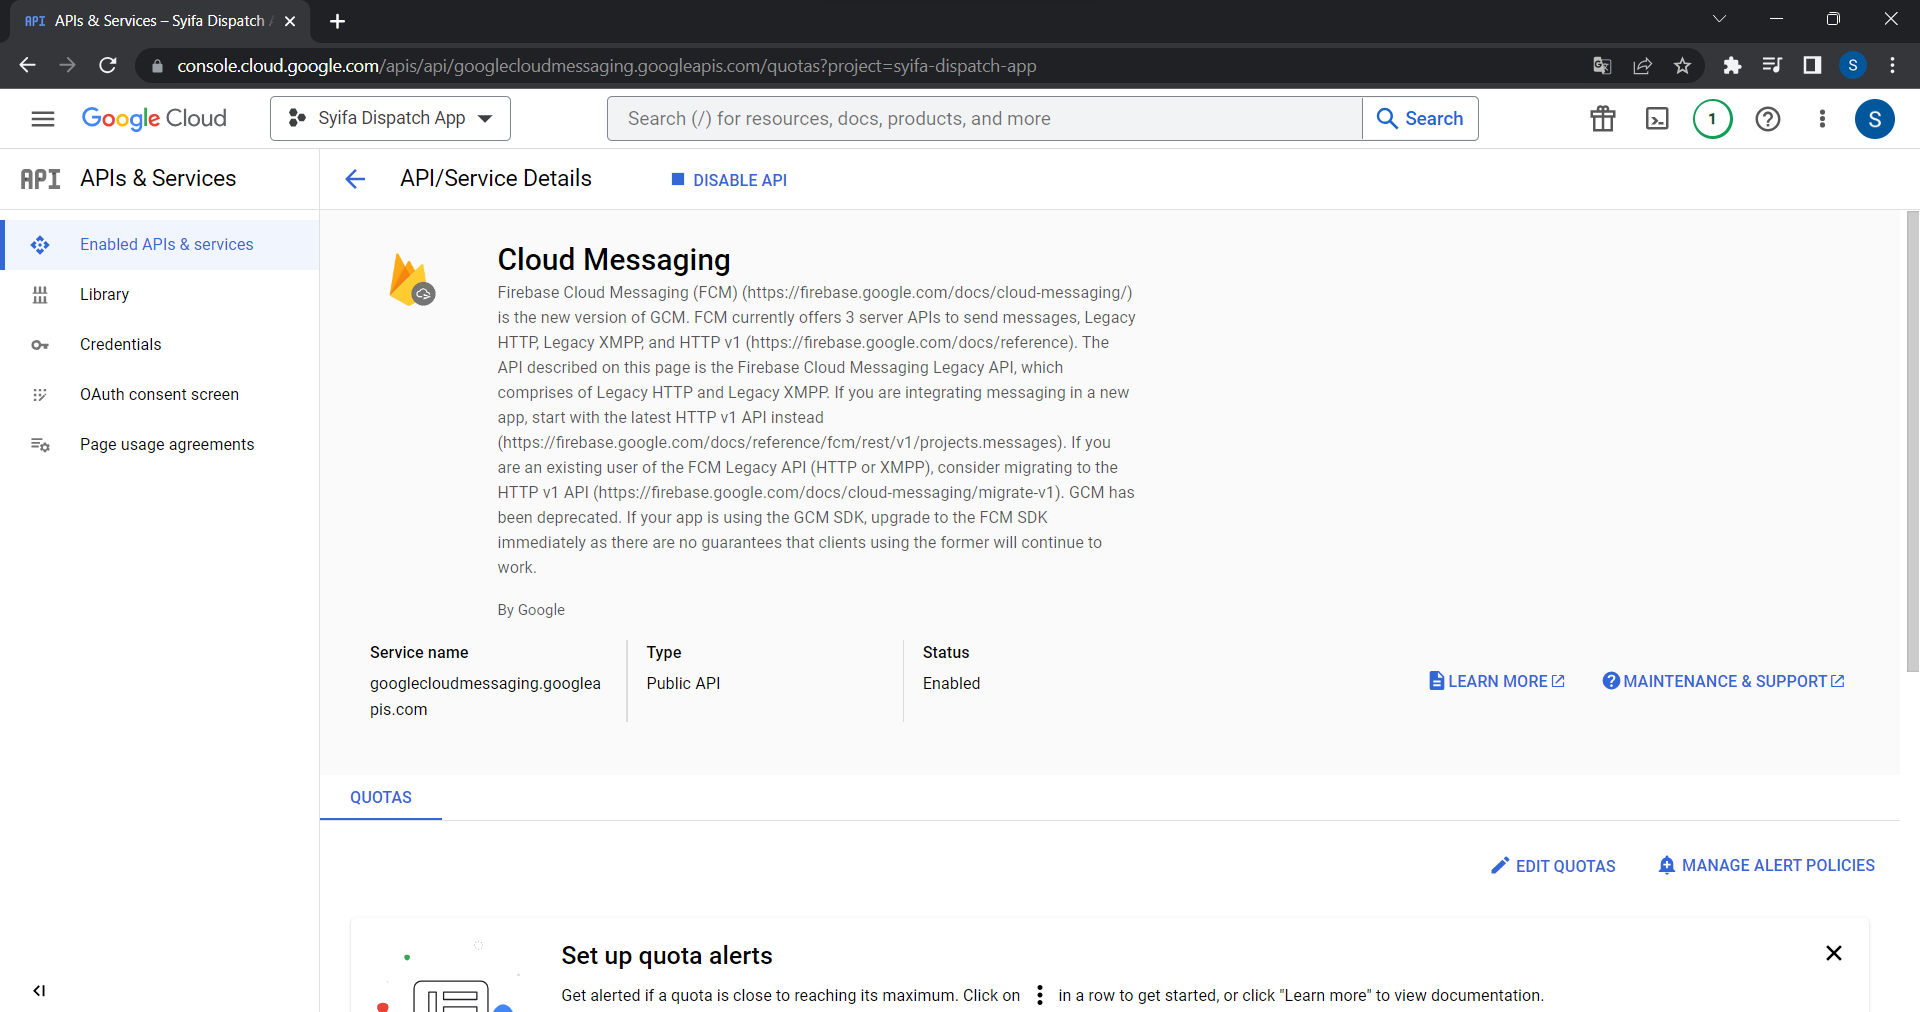 API APIs & Services – Syifa Dispatch A
console.cloud.google.com/apis/api/googlecloudmessaging.googleapis.com/quotas?project=syifa-dispatch-app
S
Google Cloud
Syifa Dispatch App
Search (/) for resources, docs, products, and more
Search
1
S
API APIs & Services
API/Service Details
DISABLE API
Enabled APIs & services
Library
Credentials
OAuth consent screen
Page usage agreements
Cloud Messaging
Firebase Cloud Messaging (FCM) (https://firebase.google.com/docs/cloud-messaging/)
is the new version of GCM. FCM currently offers 3 server APIs to send messages, Legacy
HTTP, Legacy XMPP, and HTTP v1 (https://firebase.google.com/docs/reference). The
API described on this page is the Firebase Cloud Messaging Legacy API, which
comprises of Legacy HTTP and Legacy XMPP. If you are integrating messaging in a new
app, start with the latest HTTP v1 API instead
(https://firebase.google.com/docs/reference/fcm/rest/v1/projects.messages). If you
are an existing user of the FCM Legacy API (HTTP or XMPP), consider migrating to the
HTTP v1 API (https://firebase.google.com/docs/cloud-messaging/migrate-v1). GCM has
been deprecated. If your app is using the GCM SDK, upgrade to the FCM SDK
immediately as there are no guarantees that clients using the former will continue to
work.
By Google
Service name
googlecloudmessaging.googlea
pis.com
Type
Public API
Status
Enabled
LEARN MORE
MAINTENANCE & SUPPORT
QUOTAS
EDIT QUOTAS
MANAGE ALERT POLICIES
Set up quota alerts
Get alerted if a quota is close to reaching its maximum. Click on in a row to get started, or click "Learn more" to view documentation.